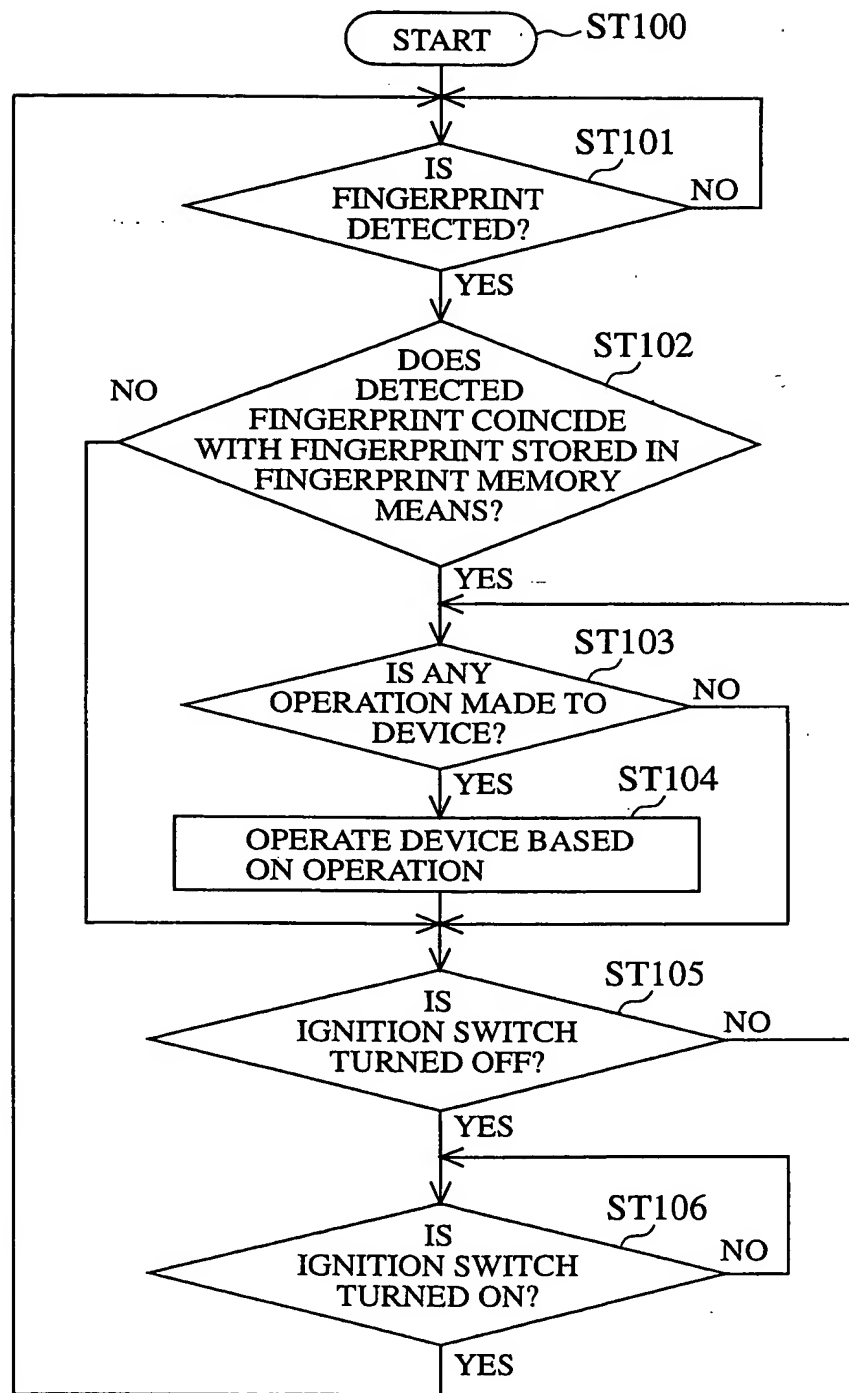 START
ST100
ST101
IS
FINGERPRINT
DETECTED?
NO
YES
ST102
DOES
DETECTED
FINGERPRINT COINCIDE
WITH FINGERPRINT STORED IN
FINGERPRINT MEMORY
MEANS?
NO
YES
ST103
IS ANY
OPERATION MADE TO
DEVICE?
NO
YES
ST104
OPERATE DEVICE BASED
ON OPERATION
ST105
IS
IGNITION SWITCH
TURNED OFF?
NO
YES
ST106
IS
IGNITION SWITCH
TURNED ON?
NO
YES